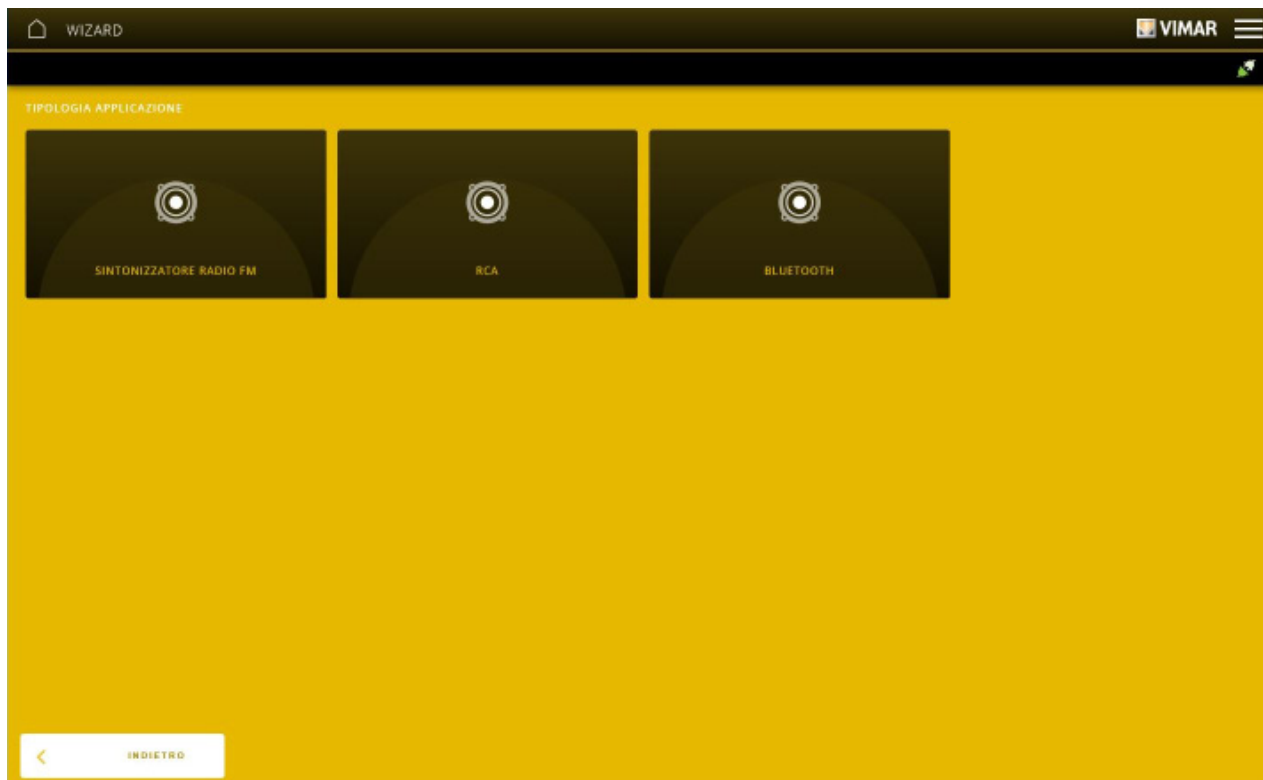 WIZARD
VIMAR
TIPOLOGIA APPLICAZIONE
SINTONIZZATORE RADIO FM
RCA
BLUETOOTH
INDIETRO